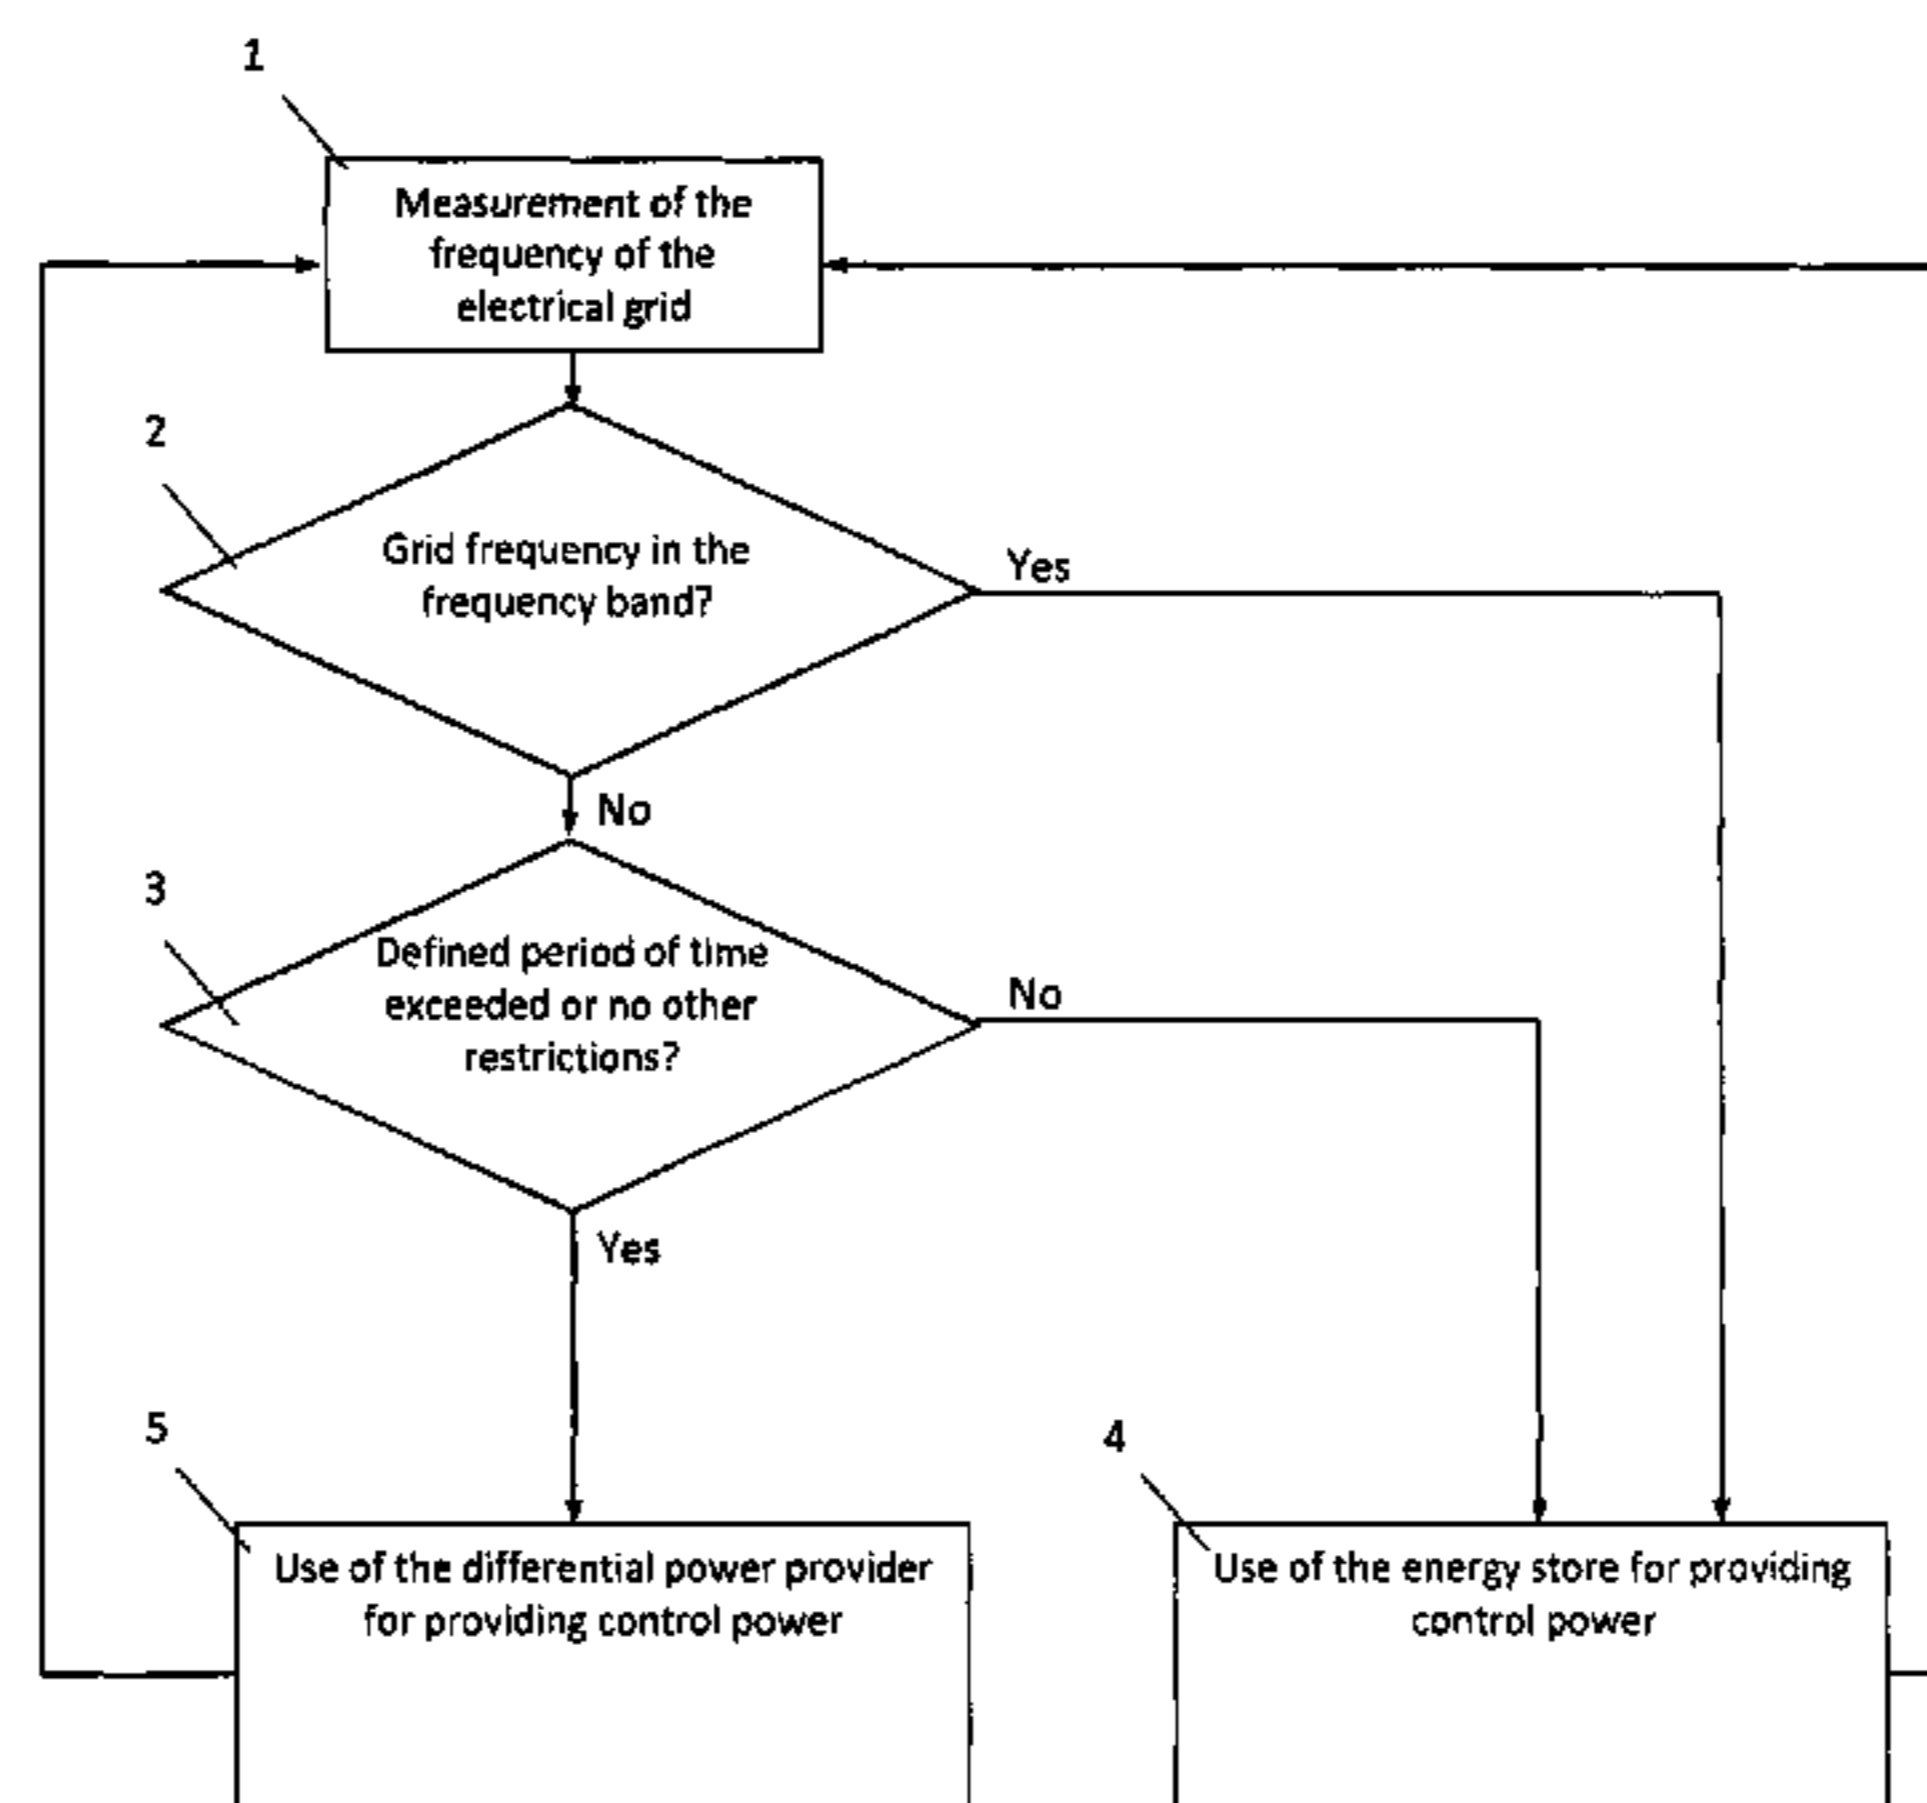 1
Measurement of the
frequency of the
electrical grid
2
Grid frequency in the
frequency band?
Yes
No
3
Defined period of time
exceeded or no other
restrictions?
No
Yes
5
Use of the differential power provider
for providing control power
4
Use of the energy store for providing
control power